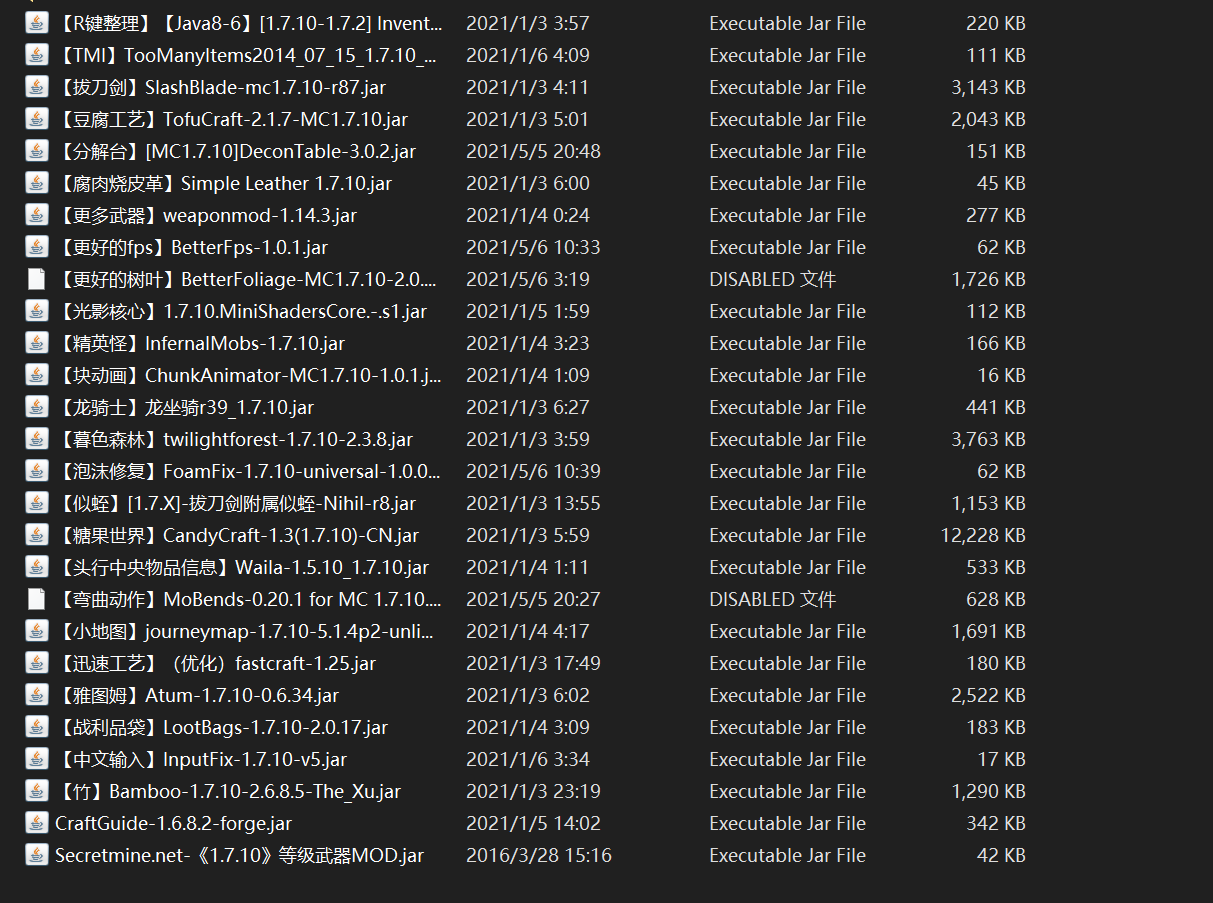 【R键整理】【Java8-6】[1.7.10-1.7.2] Invent... 2021/1/3 3:57 Executable Jar File 220 KB
【TMI】TooManyItems2014_07_15_1.7.10_... 2021/1/6 4:09 Executable Jar File 111 KB
【拔刀剑】SlashBlade-mc1.7.10-r87.jar 2021/1/3 4:11 Executable Jar File 3,143 KB
【豆腐工艺】TofuCraft-2.1.7-MC1.7.10.jar 2021/1/3 5:01 Executable Jar File 2,043 KB
【分解台】[MC1.7.10]DeconTable-3.0.2.jar 2021/5/5 20:48 Executable Jar File 151 KB
【腐肉烧皮革】Simple Leather 1.7.10.jar 2021/1/3 6:00 Executable Jar File 45 KB
【更多武器】weaponmod-1.14.3.jar 2021/1/4 0:24 Executable Jar File 277 KB
【更好的fps】BetterFps-1.0.1.jar 2021/5/6 10:33 Executable Jar File 62 KB
【更好的树叶】BetterFoliage-MC1.7.10-2.0.... 2021/5/6 3:19 DISABLED 文件 1,726 KB
【光影核心】1.7.10.MiniShadersCore.-.s1.jar 2021/1/5 1:59 Executable Jar File 112 KB
【精英怪】InfernalMobs-1.7.10.jar 2021/1/4 3:23 Executable Jar File 166 KB
【块动画】ChunkAnimator-MC1.7.10-1.0.1.j... 2021/1/4 1:09 Executable Jar File 16 KB
【龙骑士】龙坐骑r39_1.7.10.jar 2021/1/3 6:27 Executable Jar File 441 KB
【暮色森林】twilightforest-1.7.10-2.3.8.jar 2021/1/3 3:59 Executable Jar File 3,763 KB
【泡沫修复】FoamFix-1.7.10-universal-1.0.0... 2021/5/6 10:39 Executable Jar File 62 KB
【似蛭】[1.7.X]-拔刀剑附属似蛭-Nihil-r8.jar 2021/1/3 13:55 Executable Jar File 1,153 KB
【糖果世界】CandyCraft-1.3(1.7.10)-CN.jar 2021/1/3 5:59 Executable Jar File 12,228 KB
【头行中央物品信息】Waila-1.5.10_1.7.10.jar 2021/1/4 1:11 Executable Jar File 533 KB
【弯曲动作】MoBends-0.20.1 for MC 1.7.10.... 2021/5/5 20:27 DISABLED 文件 628 KB
【小地图】journeymap-1.7.10-5.1.4p2-unli... 2021/1/4 4:17 Executable Jar File 1,691 KB
【迅速工艺】（优化）fastcraft-1.25.jar 2021/1/3 17:49 Executable Jar File 180 KB
【雅图姆】Atum-1.7.10-0.6.34.jar 2021/1/3 6:02 Executable Jar File 2,522 KB
【战利品袋】LootBags-1.7.10-2.0.17.jar 2021/1/4 3:09 Executable Jar File 183 KB
【中文输入】InputFix-1.7.10-v5.jar 2021/1/6 3:34 Executable Jar File 17 KB
【竹】Bamboo-1.7.10-2.6.8.5-The_Xu.jar 2021/1/3 23:19 Executable Jar File 1,290 KB
CraftGuide-1.6.8.2-forge.jar 2021/1/5 14:02 Executable Jar File 342 KB
Secretmine.net-《1.7.10》等级武器MOD.jar 2016/3/28 15:16 Executable Jar File 42 KB